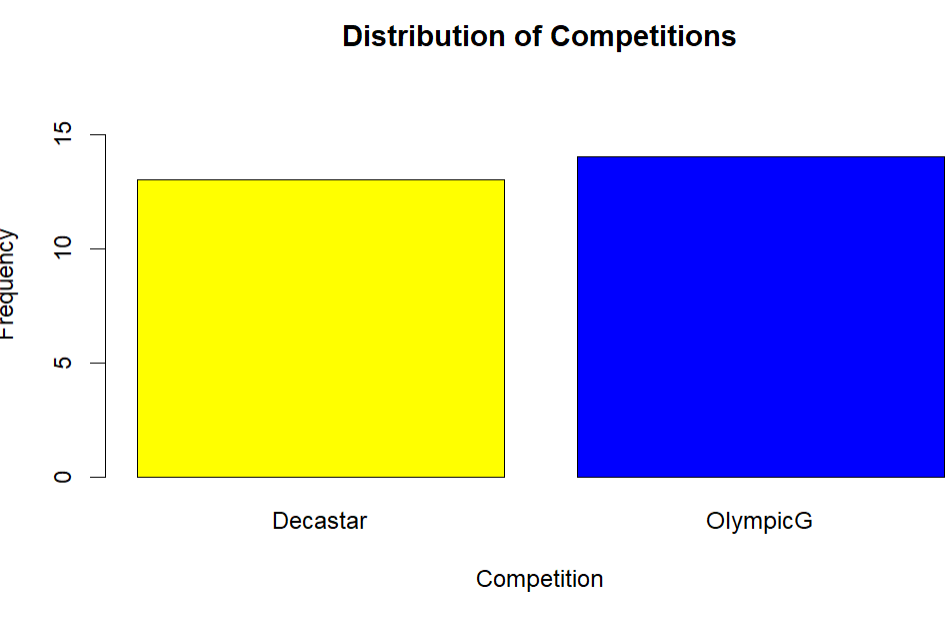 Distribution of Competitions
15
10
5
0
Frequency
Decastar
OlympicG
Competition